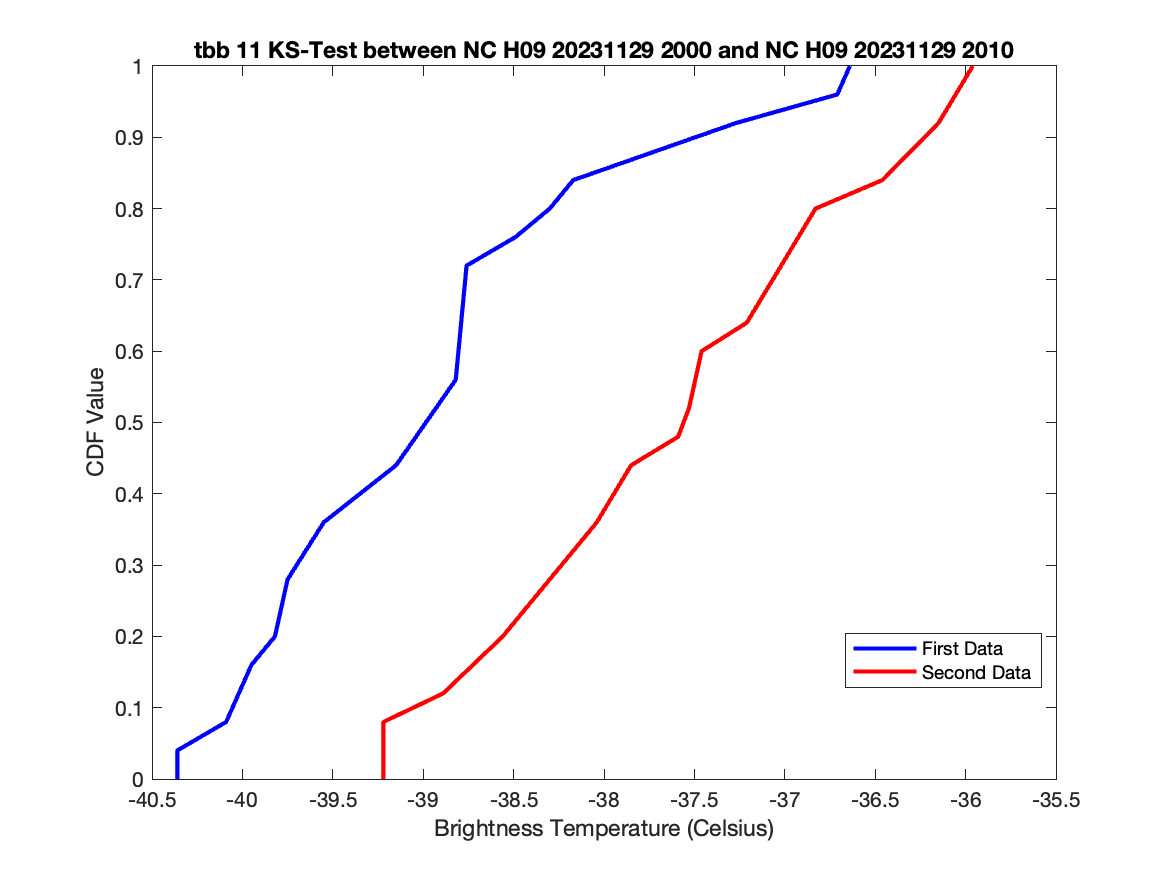 tbb 11 KS-Test between NC H09 20231129 2000 and NC H09 20231129 2010
1
0.9
0.8
0.7
0.6
0.5
0.4
0.3
0.2
0.1
0
CDF Value
First Data
Second Data
-40.5 -40 -39.5 -39 -38.5 -38 -37.5 -37 -36.5 -36 -35.5
Brightness Temperature (Celsius)